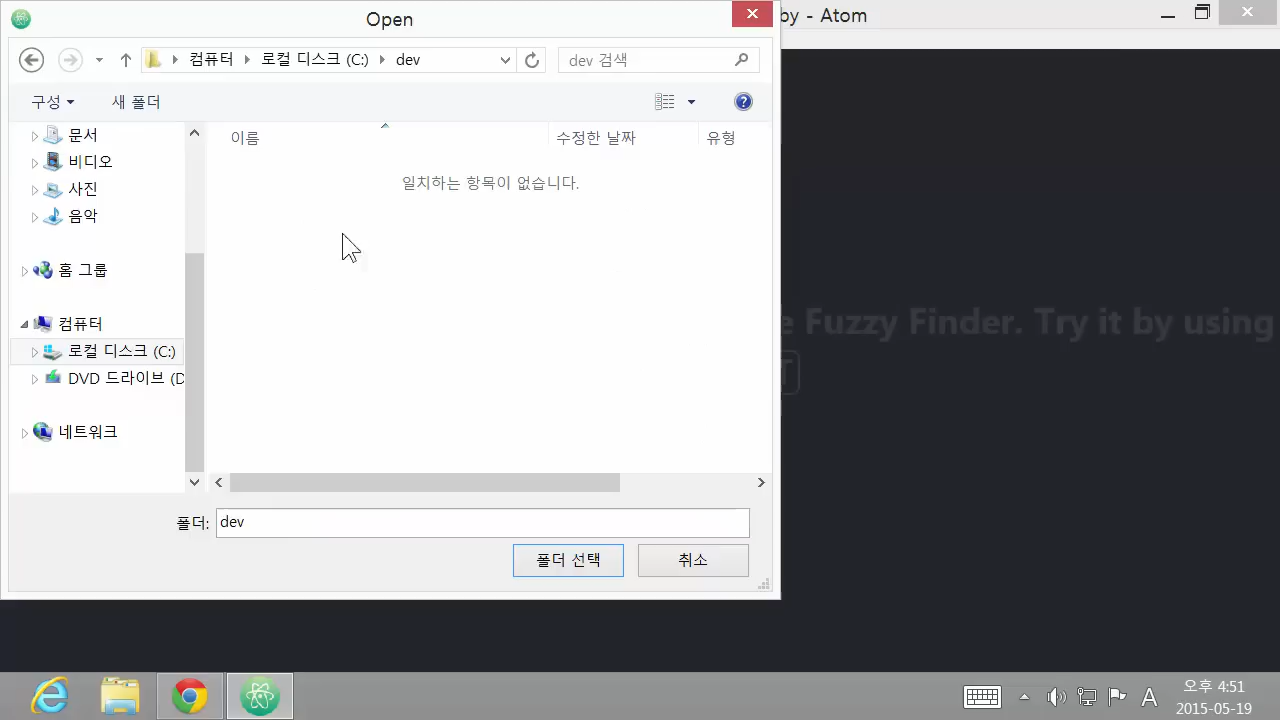 Open
by - Atom
컴퓨터 로컬 디스크 (C:) dev
dev 검색
구성
새 폴더
이름
수정한 날짜
유형
문서
비디오
사진
음악
홈 그룹
컴퓨터
로컬 디스크 (C:)
DVD 드라이브 (D
네트워크
일치하는 항목이 없습니다.
e Fuzzy Finder. Try it by using
T
폴더: dev
폴더 선택
취소
A
오후 4:51
2015-05-19